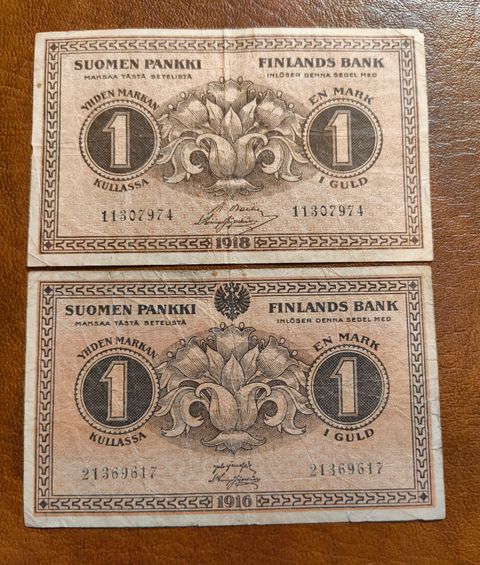 SUOMEN PANKKI FINLANDS BANK
MAKSAA TÄSTÄ SETELISTÄ INLÖSER DENNA SEDEL MED
YHDEN MARKAN EN MARK
1 1
KULLASSA I GULD
11307974 11307974
1918
SUOMEN PANKKI FINLANDS BANK
MAKSAA TÄSTÄ SETELISTÄ INLÖSER DENNA SEDEL MED
YHDEN MARKAN EN MARK
1 1
KULLASSA I GULD
21369617 21369617
1916